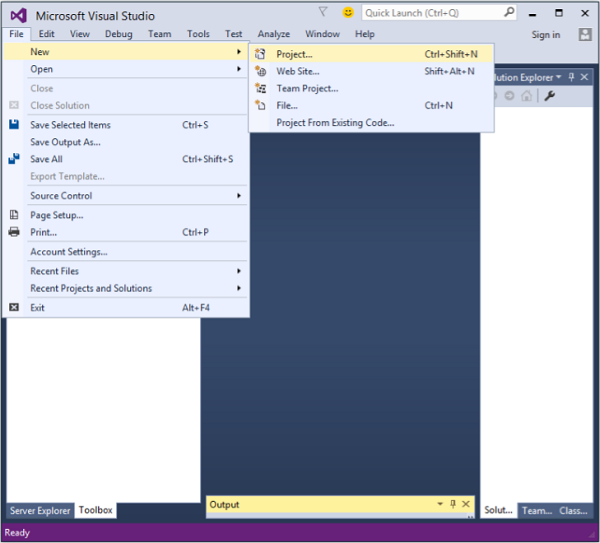 Microsoft Visual Studio
Quick Launch (Ctrl+Q)
File Edit View Debug Team Tools Test Analyze Window Help Sign in
New
Open
Close
Close Solution
Save Selected Items Ctrl+S
Save Output As...
Save All Ctrl+Shift+S
Export Template...
Source Control
Page Setup...
Print... Ctrl+P
Account Settings...
Recent Files
Recent Projects and Solutions
Exit Alt+F4
Project... Ctrl+Shift+N
Web Site... Shift+Alt+N
Team Project...
File... Ctrl+N
Project From Existing Code...
lution Explorer
Server Explorer Toolbox
Output
Solut... Team... Class...
Ready